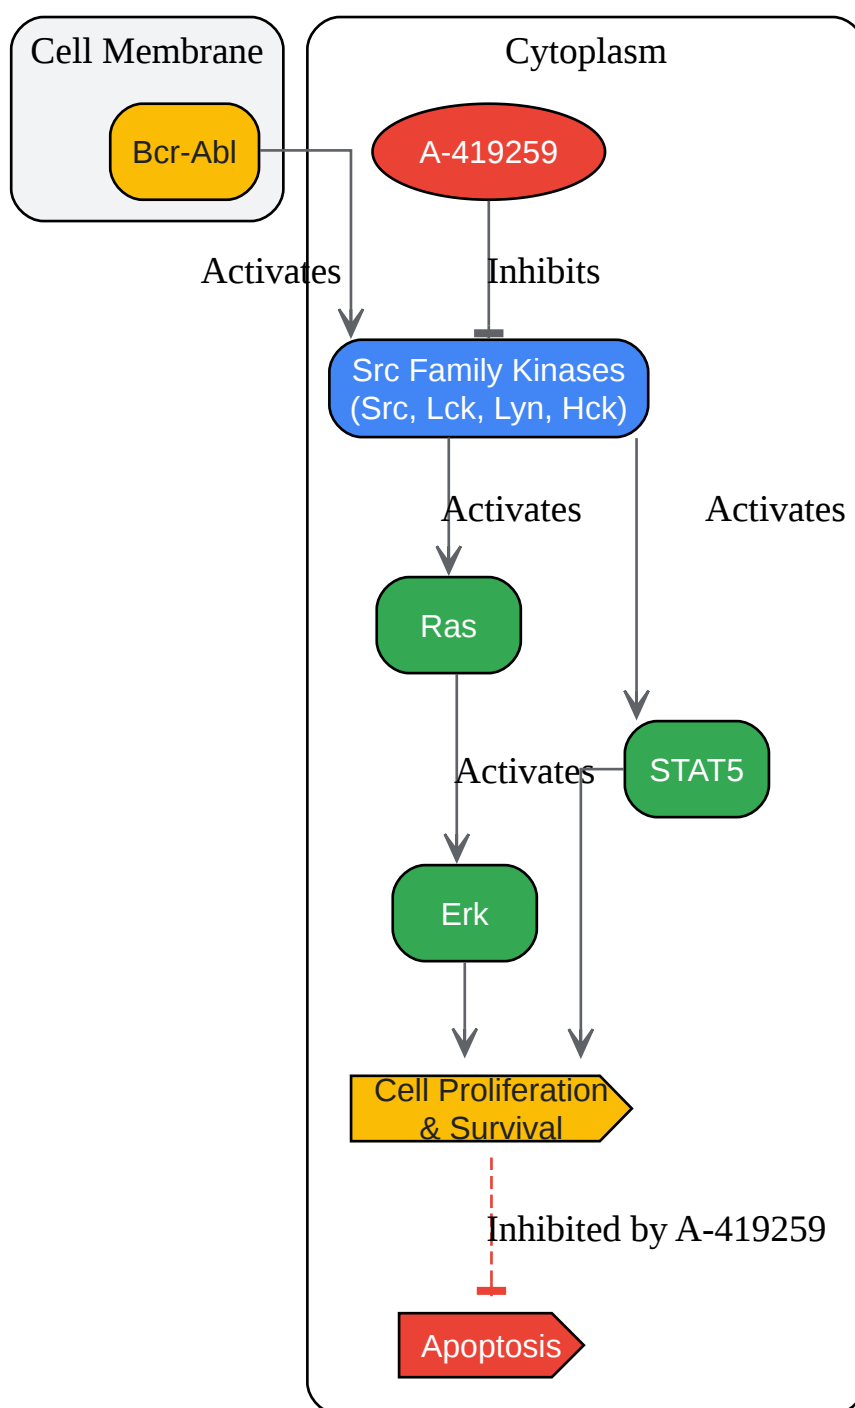 Cell Membrane
Cytoplasm
Bcr-Abl
A-419259
Activates
Inhibits
Src Family Kinases
(Src, Lck, Lyn, Hck)
Activates
Activates
Ras
Activates
STAT5
Erk
Cell Proliferation
& Survival
Inhibited by A-419259
Apoptosis